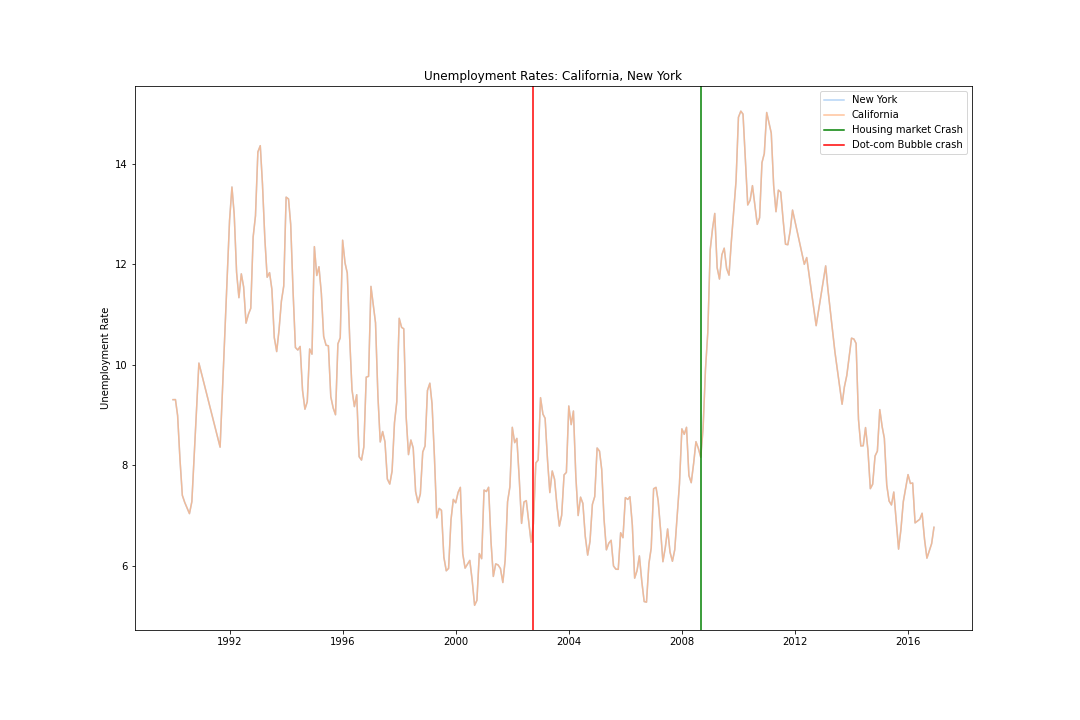 Unemployment Rates: California, New York
New York
California
Housing market Crash
Dot-com Bubble crash
Unemployment Rate
14
12
10
8
6
1992 1996 2000 2004 2008 2012 2016